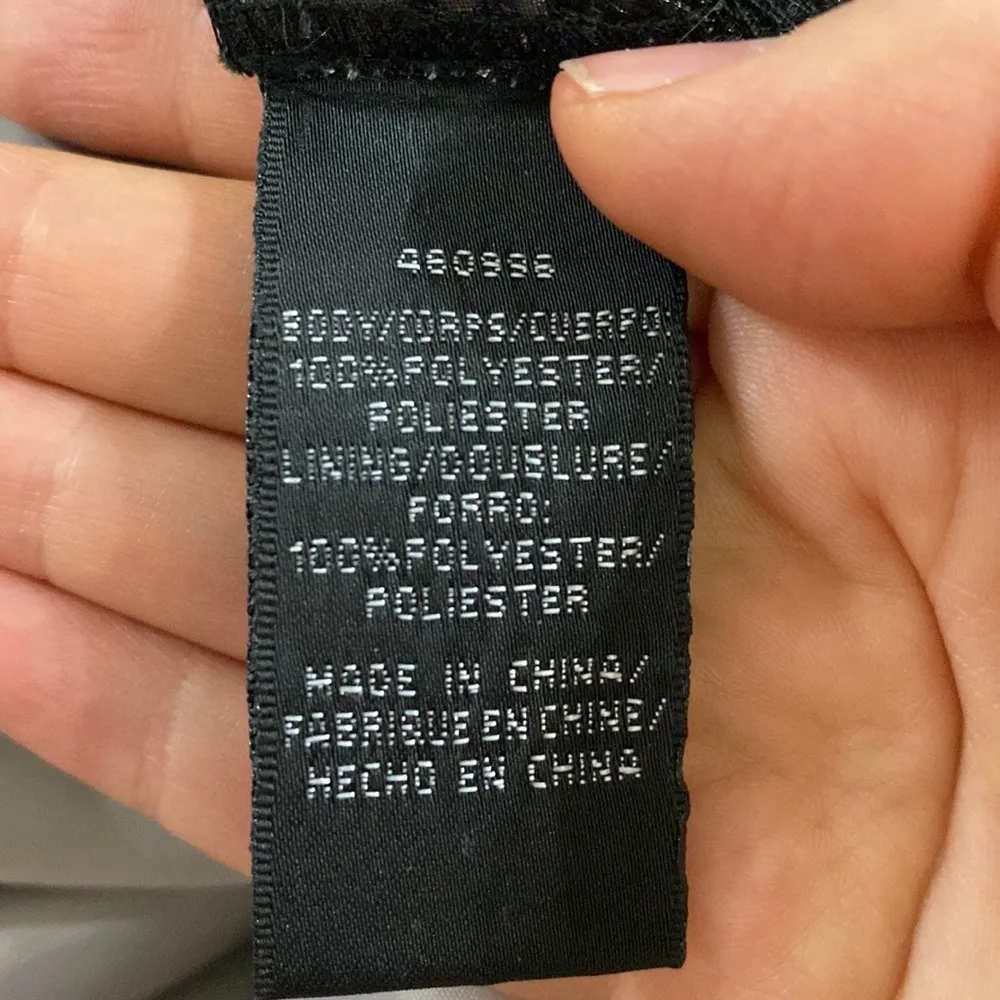 BODY/CORPS/CUERPO:
100%POLYESTER/
POLIESTER
LINING/DOUBLURE/
FORRO:
100%POLYESTER/
POLIESTER
MADE IN CHINA/
FABRIQUE EN CHINE/
HECHO EN CHINA